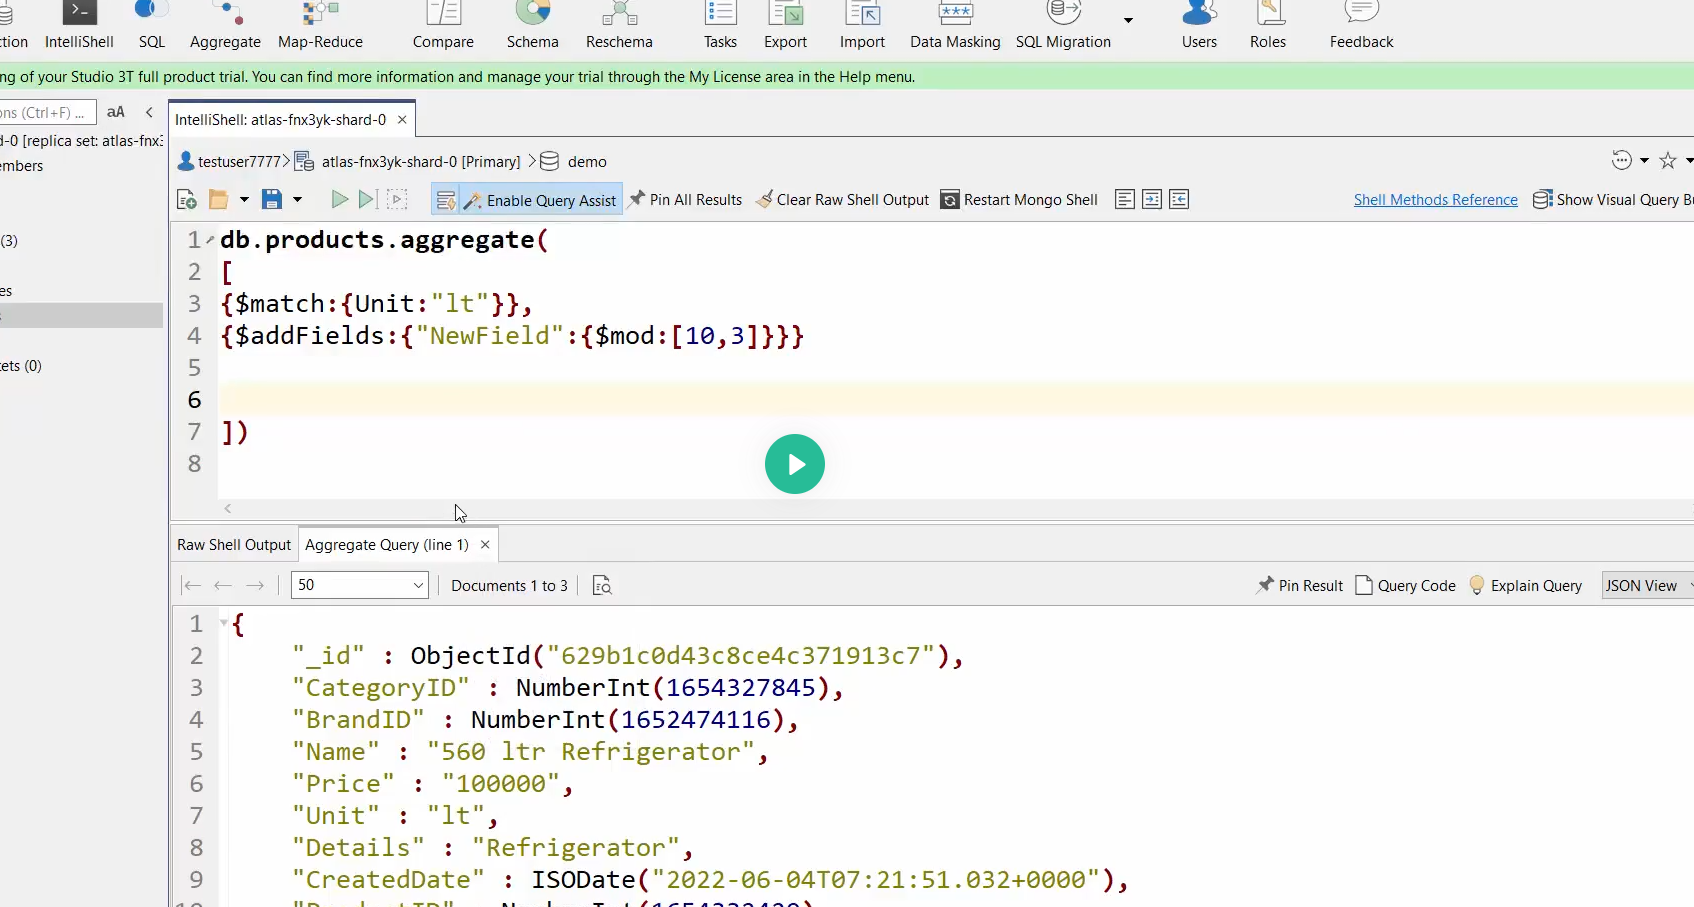 ction IntelliShell SQL Aggregate Map-Reduce Compare Schema Reschema Tasks Export Import Data Masking SQL Migration Users Roles Feedback
ng of your Studio 3T full product trial. You can find more information and manage your trial through the My License area in the Help menu.
ons (Ctrl+F) ... aA
IntelliShell: atlas-fnx3yk-shard-0
d-0 [replica set: atlas-fnx3
embers
testuser7777 atlas-fnx3yk-shard-0 [Primary] demo
Enable Query Assist Pin All Results Clear Raw Shell Output Restart Mongo Shell Shell Methods Reference Show Visual Query Bu
(3)
es
s
ets (0)
1 db.products.aggregate(
2 [
3 {$match:{Unit:"lt"}},
4 {$addFields:{"NewField":{$mod:[10,3]}}}
5
6
7 ])
8
Raw Shell Output Aggregate Query (line 1)
50 Documents 1 to 3 Pin Result Query Code Explain Query JSON View
1 {
2 "_id" : ObjectId("629b1c0d43c8ce4c371913c7"),
3 "CategoryID" : NumberInt(1654327845),
4 "BrandID" : NumberInt(1652474116),
5 "Name" : "560 ltr Refrigerator",
6 "Price" : "100000",
7 "Unit" : "lt",
8 "Details" : "Refrigerator",
9 "CreatedDate" : ISODate("2022-06-04T07:21:51.032+0000"),